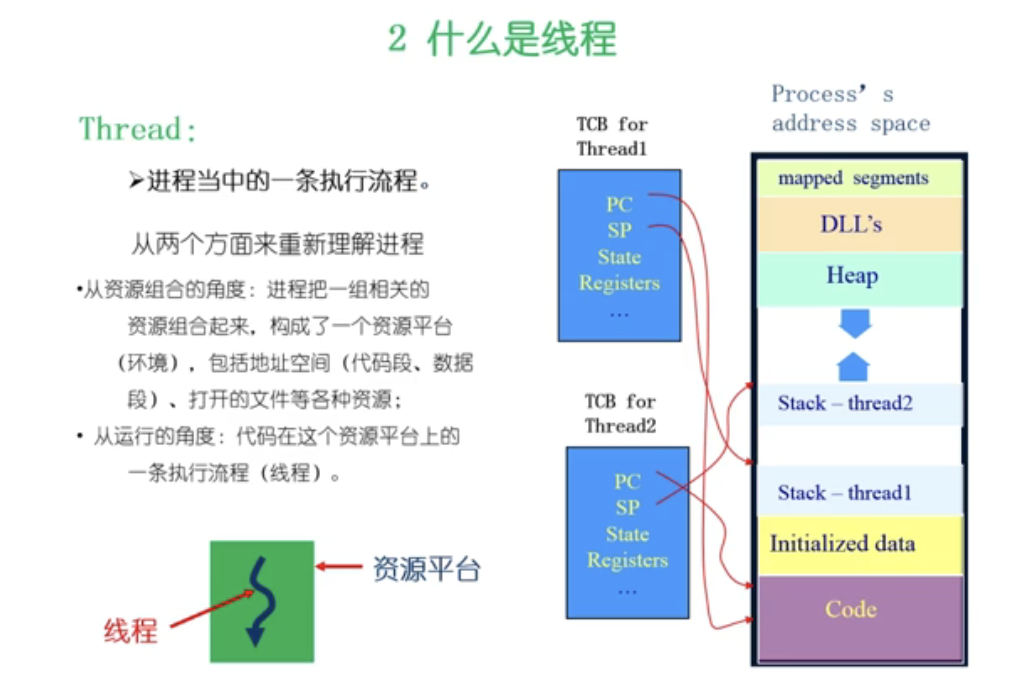 2 什么是线程
Thread:
➢进程当中的一条执行流程。
从两个方面来重新理解进程
•从资源组合的角度：进程把一组相关的
资源组合起来，构成了一个资源平台
（环境），包括地址空间（代码段、数据
段）、打开的文件等各种资源；
• 从运行的角度：代码在这个资源平台上的
一条执行流程（线程）。
资源平台
线程
TCB for
Thread1
PC
SP
State
Registers
...
TCB for
Thread2
PC
SP
State
Registers
...
Process's
address space
mapped segments
DLL's
Heap
Stack – thread2
Stack – thread1
Initialized data
Code